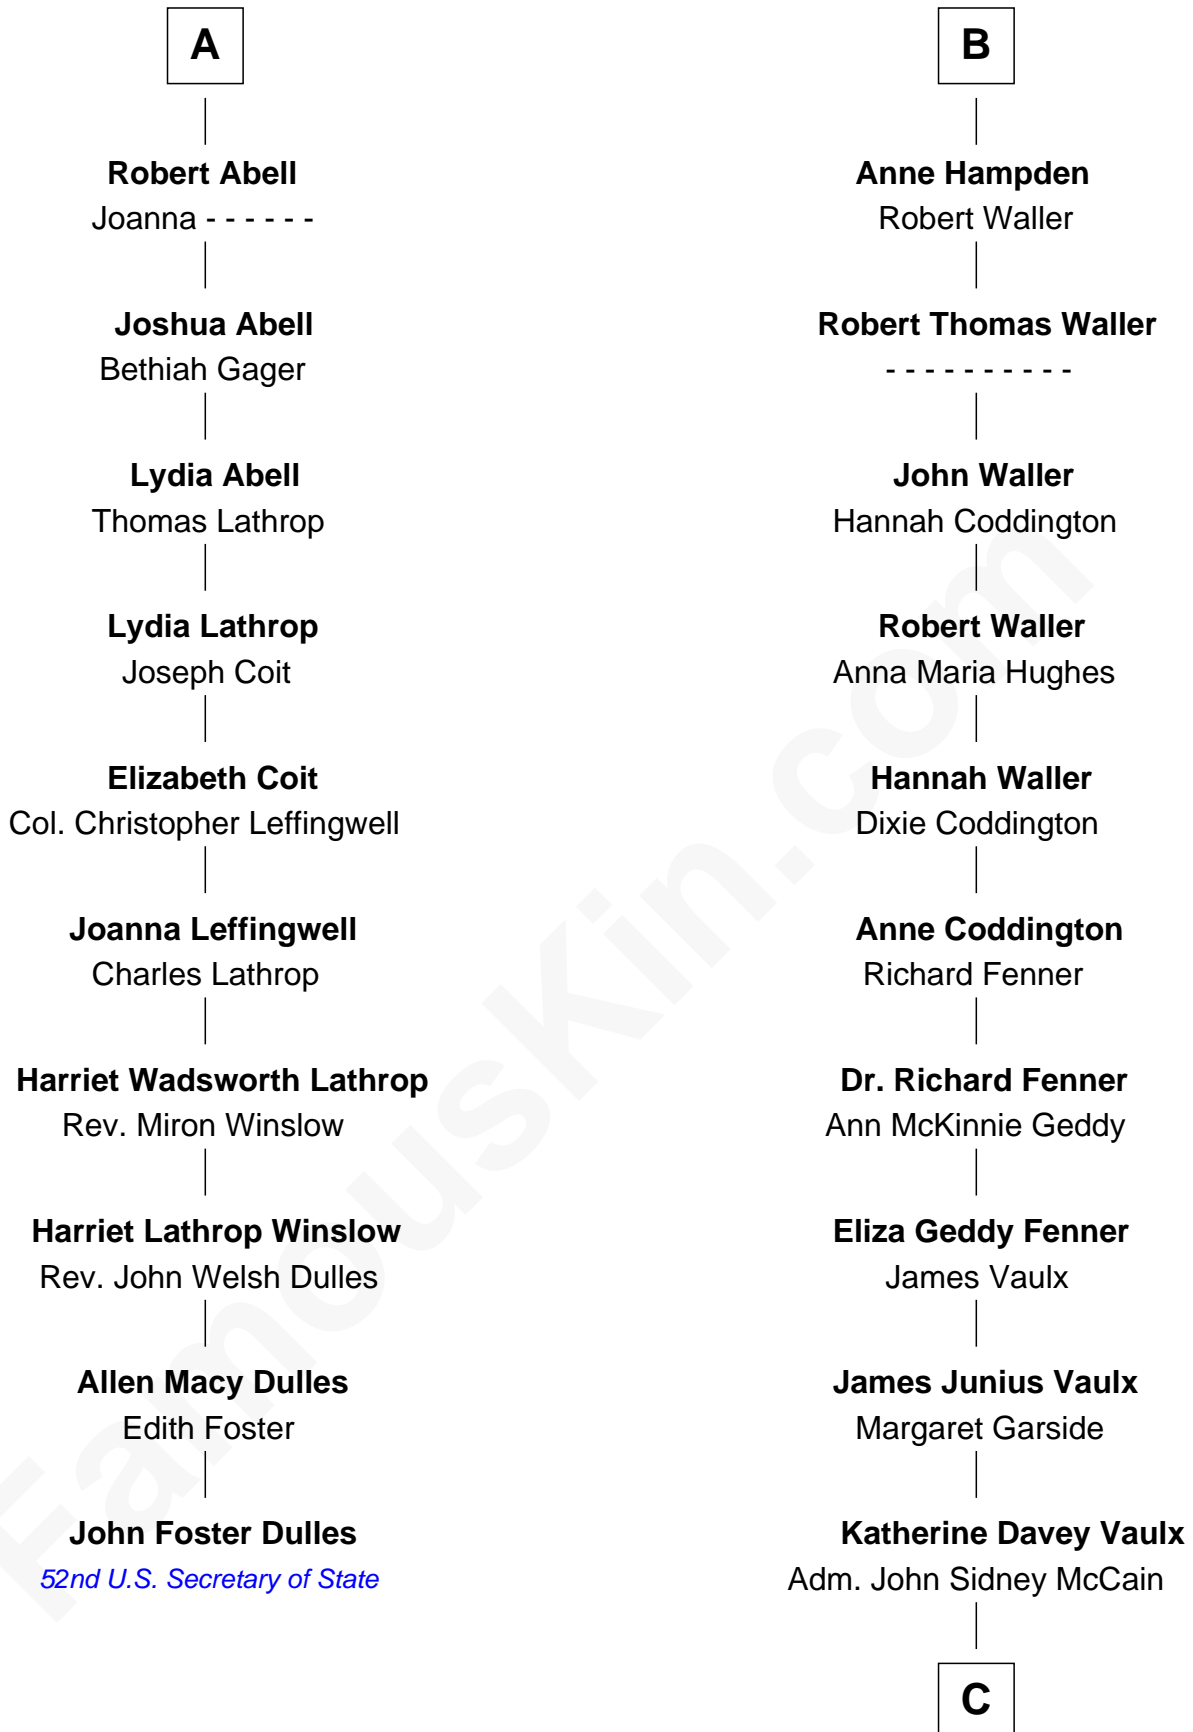 A
Robert Abell
Joanna - - - - - -
Joshua Abell
Bethiah Gager
Lydia Abell
Thomas Lathrop
Lydia Lathrop
Joseph Coit
Elizabeth Coit
Col. Christopher Leffingwell
Joanna Leffingwell
Charles Lathrop
Harriet Wadsworth Lathrop
Rev. Miron Winslow
Harriet Lathrop Winslow
Rev. John Welsh Dulles
Allen Macy Dulles
Edith Foster
John Foster Dulles
52nd U.S. Secretary of State
B
Anne Hampden
Robert Waller
Robert Thomas Waller
- - - - - - - - - -
John Waller
Hannah Coddington
Robert Waller
Anna Maria Hughes
Hannah Waller
Dixie Coddington
Anne Coddington
Richard Fenner
Dr. Richard Fenner
Ann McKinnie Geddy
Eliza Geddy Fenner
James Vaulx
James Junius Vaulx
Margaret Garside
Katherine Davey Vaulx
Adm. John Sidney McCain
C
FamousKin.com